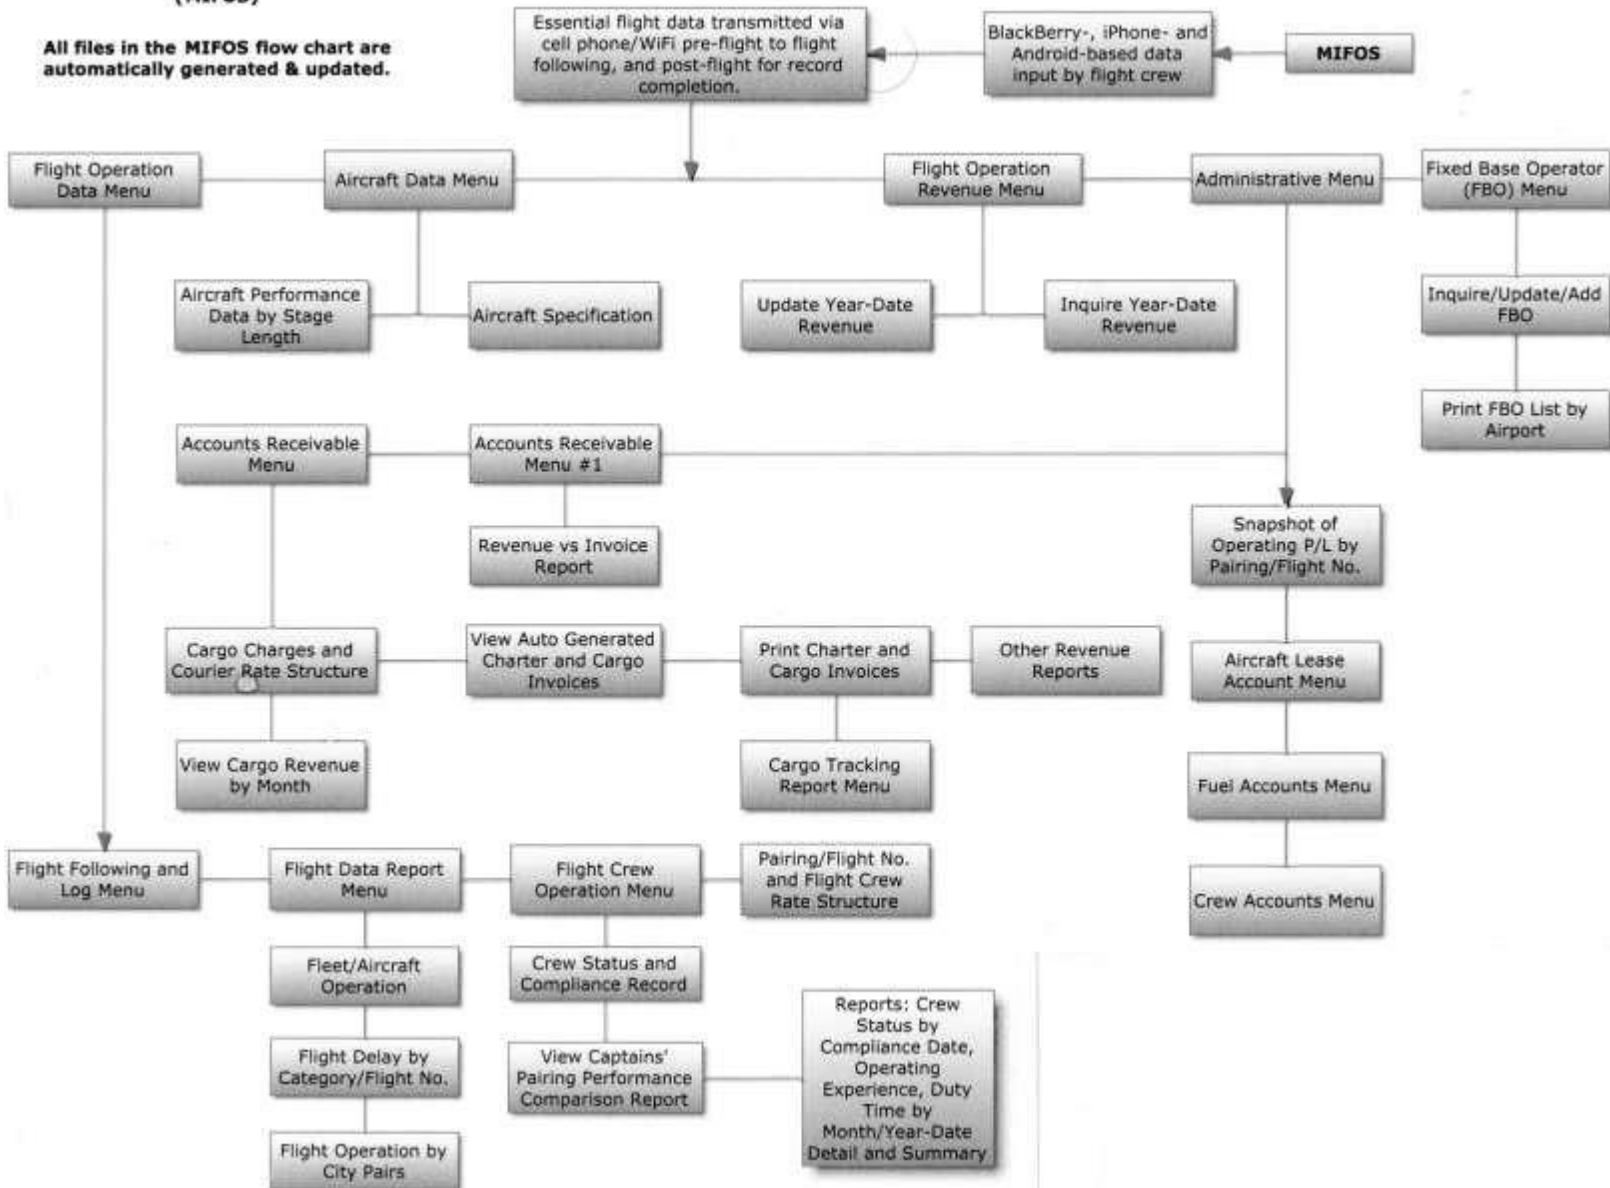 (MIFOS)
All files in the MIFOS flow chart are
automatically generated & updated.
Essential flight data transmitted via
cell phone/WiFi pre-flight to flight
following, and post-flight for record
completion.
BlackBerry-, iPhone- and
Android-based data
input by flight crew
MIFOS
Flight Operation
Data Menu
Aircraft Data Menu
Flight Operation
Revenue Menu
Administrative Menu
Fixed Base Operator
(FBO) Menu
Aircraft Performance
Data by Stage
Length
Aircraft Specification
Update Year-Date
Revenue
Inquire Year-Date
Revenue
Inquire/Update/Add
FBO
Print FBO List by
Airport
Accounts Receivable
Menu
Accounts Receivable
Menu #1
Revenue vs Invoice
Report
Snapshot of
Operating P/L by
Pairing/Flight No.
Cargo Charges and
Courier Rate Structure
View Auto Generated
Charter and Cargo
Invoices
Print Charter and
Cargo Invoices
Other Revenue
Reports
Aircraft Lease
Account Menu
View Cargo Revenue
by Month
Cargo Tracking
Report Menu
Fuel Accounts Menu
Flight Following and
Log Menu
Flight Data Report
Menu
Flight Crew
Operation Menu
Pairing/Flight No.
and Flight Crew
Rate Structure
Crew Accounts Menu
Fleet/Aircraft
Operation
Crew Status and
Compliance Record
Flight Delay by
Category/Flight No.
View Captains'
Pairing Performance
Comparison Report
Reports: Crew
Status by
Compliance Date,
Operating
Experience, Duty
Time by
Month/Year-Date
Detail and Summary
Flight Operation by
City Pairs